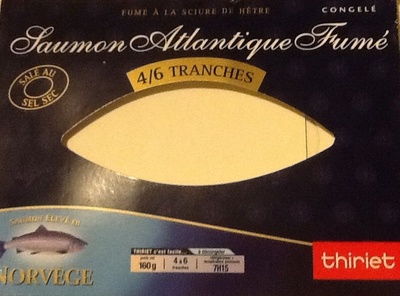 FUMÉ À LA SCIURE DE HÊTRE
CONGELÉ
Saumon Atlantique Fumé
4/6 TRANCHES
SALÉ AU
SEL SEC
SAUMON ÉLEVÉ EN
NORVÈGE
THIRIET c'est facile...
à décongeler
160g
4 à 6
tranches
7H15
thiriet